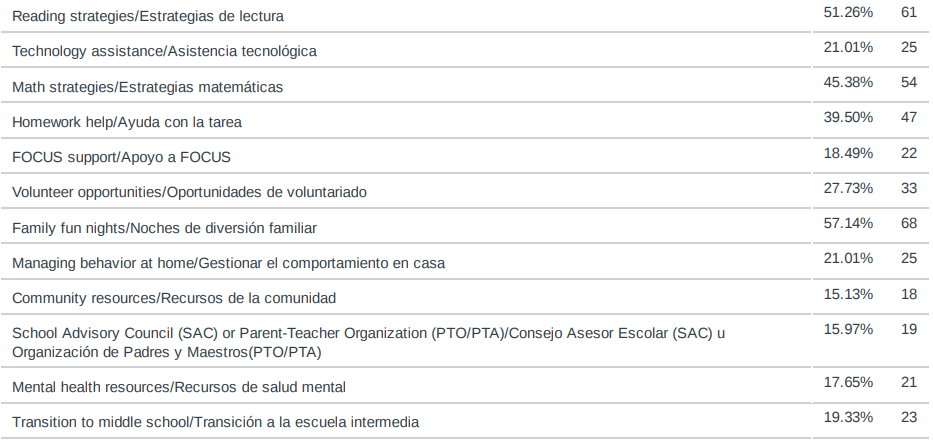 Reading strategies/Estrategias de lectura 51.26% 61
Technology assistance/Asistencia tecnológica 21.01% 25
Math strategies/Estrategias matemáticas 45.38% 54
Homework help/Ayuda con la tarea 39.50% 47
FOCUS support/Apoyo a FOCUS 18.49% 22
Volunteer opportunities/Oportunidades de voluntariado 27.73% 33
Family fun nights/Noches de diversión familiar 57.14% 68
Managing behavior at home/Gestionar el comportamiento en casa 21.01% 25
Community resources/Recursos de la comunidad 15.13% 18
School Advisory Council (SAC) or Parent-Teacher Organization (PTO/PTA)/Consejo Asesor Escolar (SAC) u 15.97% 19
Organización de Padres y Maestros(PTO/PTA)
Mental health resources/Recursos de salud mental 17.65% 21
Transition to middle school/Transición a la escuela intermedia 19.33% 23